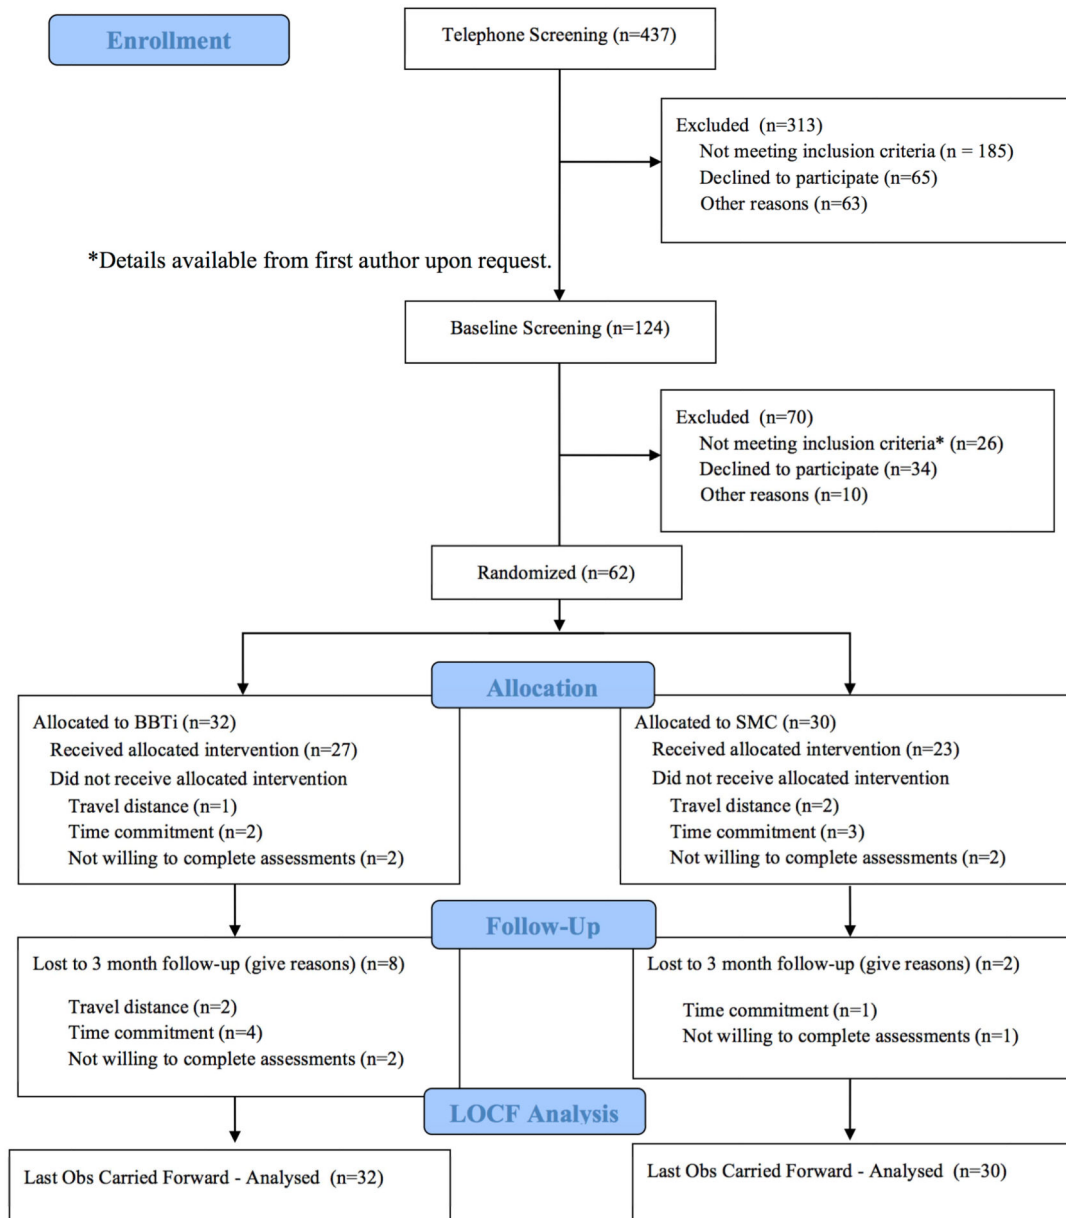 Enrollment
Telephone Screening (n=437)
Excluded (n=313)
Not meeting inclusion criteria (n = 185)
Declined to participate (n=65)
Other reasons (n=63)
*Details available from first author upon request.
Baseline Screening (n=124)
Excluded (n=70)
Not meeting inclusion criteria* (n=26)
Declined to participate (n=34)
Other reasons (n=10)
Randomized (n=62)
Allocation
Allocated to BBTi (n=32)
Received allocated intervention (n=27)
Did not receive allocated intervention
Travel distance (n=1)
Time commitment (n=2)
Not willing to complete assessments (n=2)
Allocated to SMC (n=30)
Received allocated intervention (n=23)
Did not receive allocated intervention
Travel distance (n=2)
Time commitment (n=3)
Not willing to complete assessments (n=2)
Follow-Up
Lost to 3 month follow-up (give reasons) (n=8)
Travel distance (n=2)
Time commitment (n=4)
Not willing to complete assessments (n=2)
Lost to 3 month follow-up (give reasons) (n=2)
Time commitment (n=1)
Not willing to complete assessments (n=1)
LOCF Analysis
Last Obs Carried Forward - Analysed (n=32)
Last Obs Carried Forward - Analysed (n=30)